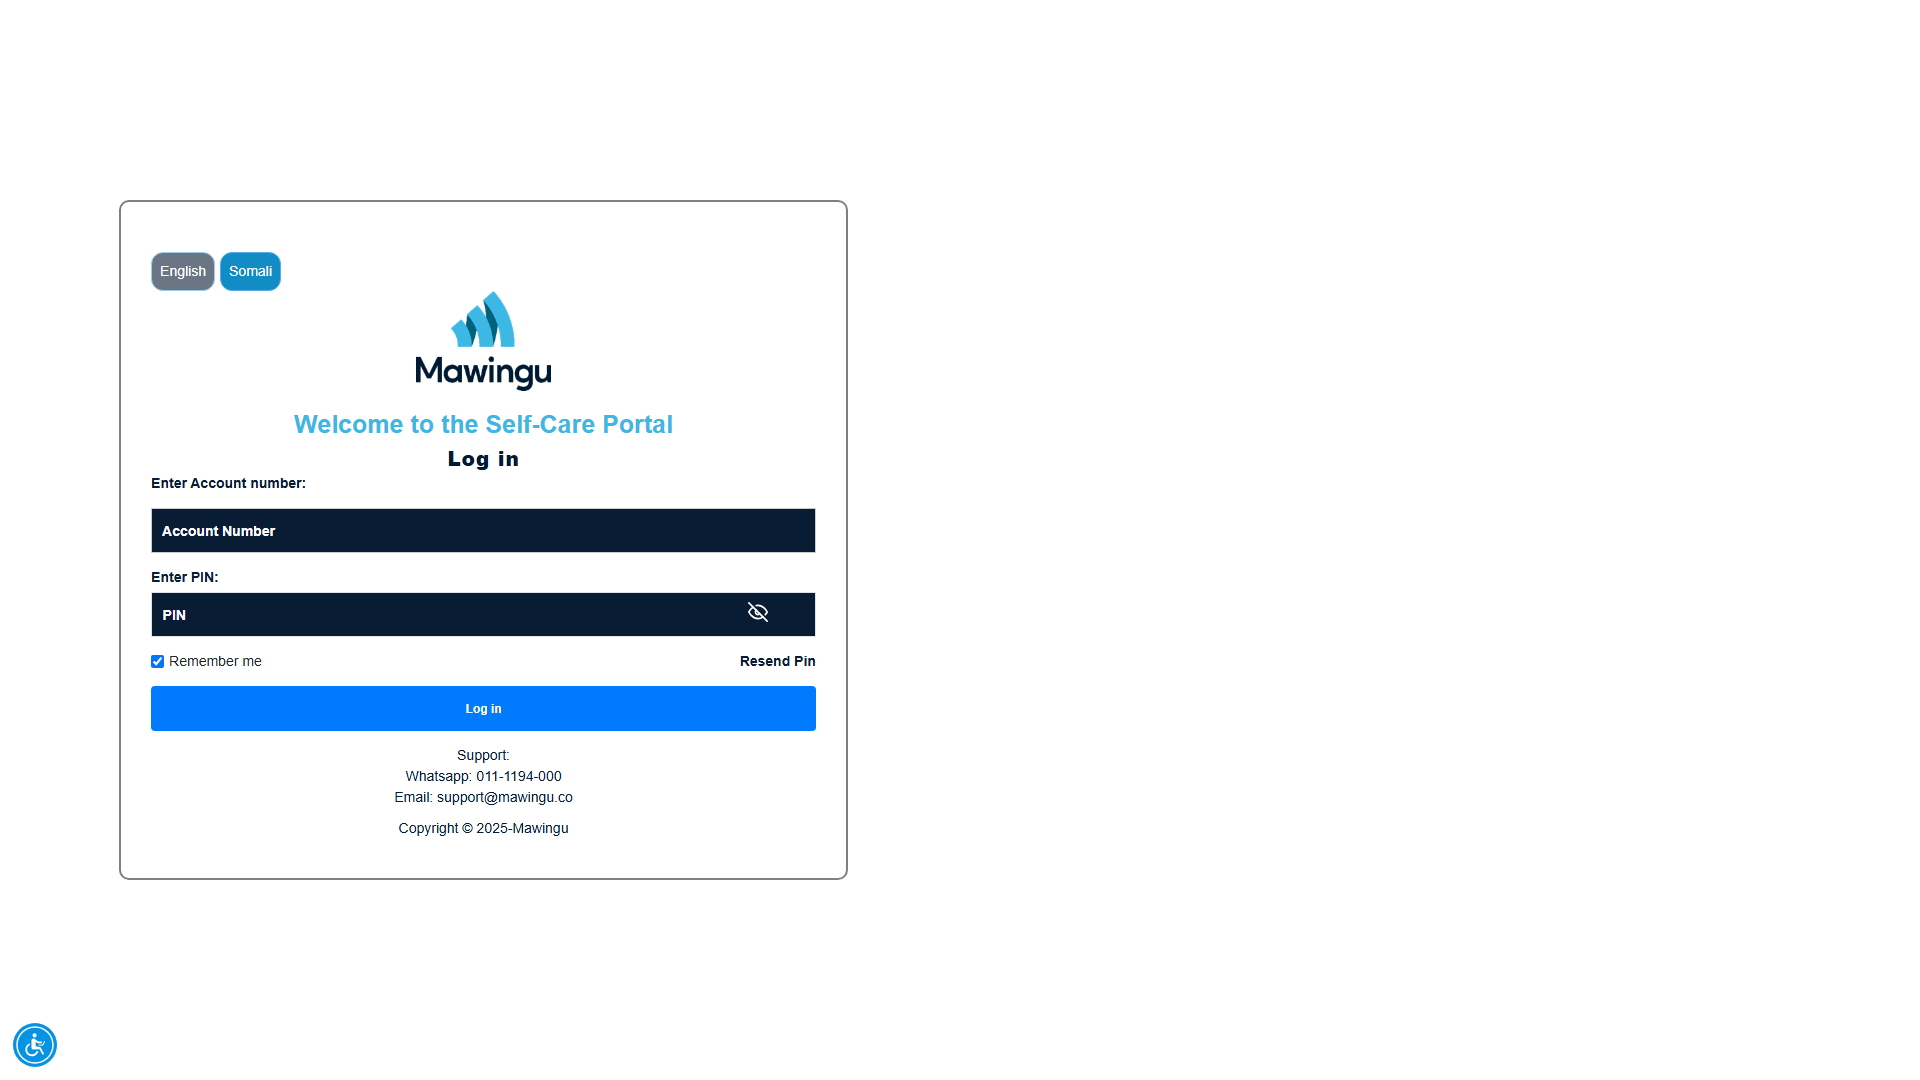 English Somali
Mawingu
Welcome to the Self-Care Portal
Log in
Enter Account number:
Account Number
Enter PIN:
PIN
Remember me Resend Pin
Log in
Support:
Whatsapp: 011-1194-000
Email: support@mawingu.co
Copyright © 2025-Mawingu